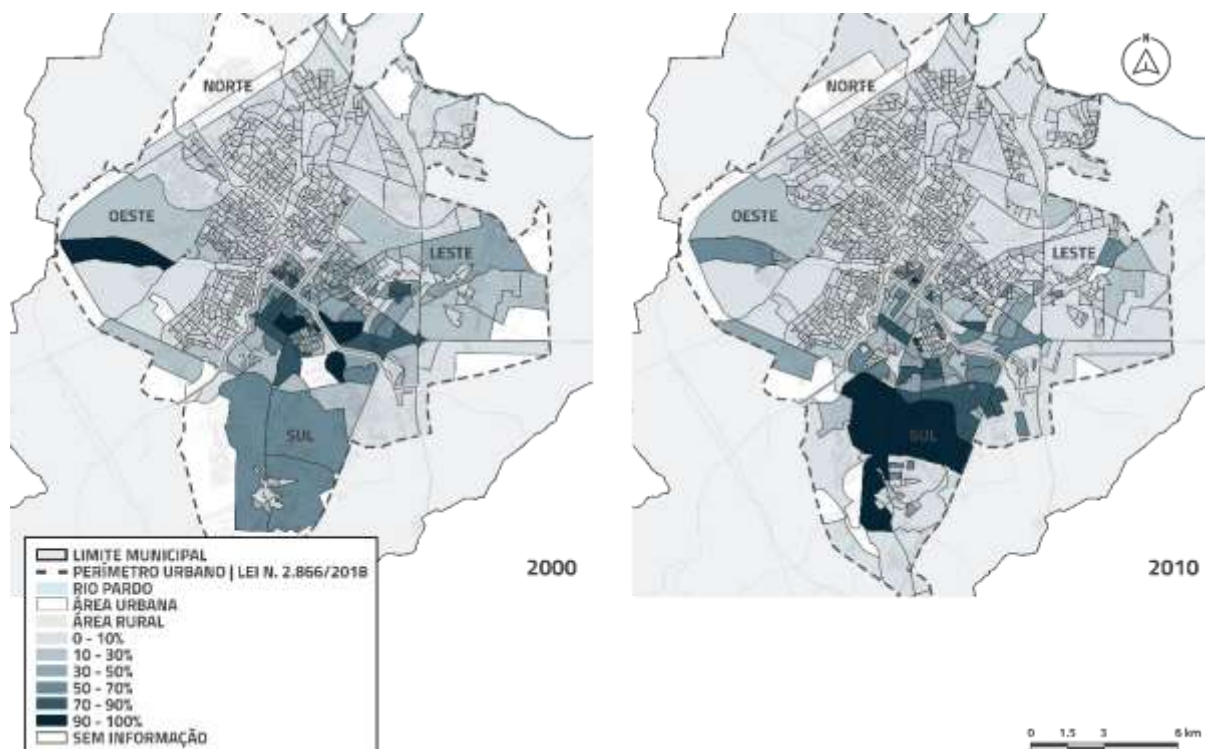 NORTE
OESTE
LESTE
SUL
2000
LIMITE MUNICIPAL
PERÍMETRO URBANO | LEI N. 2.866/2018
RIO PARDO
ÁREA URBANA
ÁREA RURAL
0 - 10%
10 - 30%
30 - 50%
50 - 70%
70 - 90%
90 - 100%
SEM INFORMAÇÃO
N
NORTE
OESTE
LESTE
SUL
2010
0 1.5 3 6 km